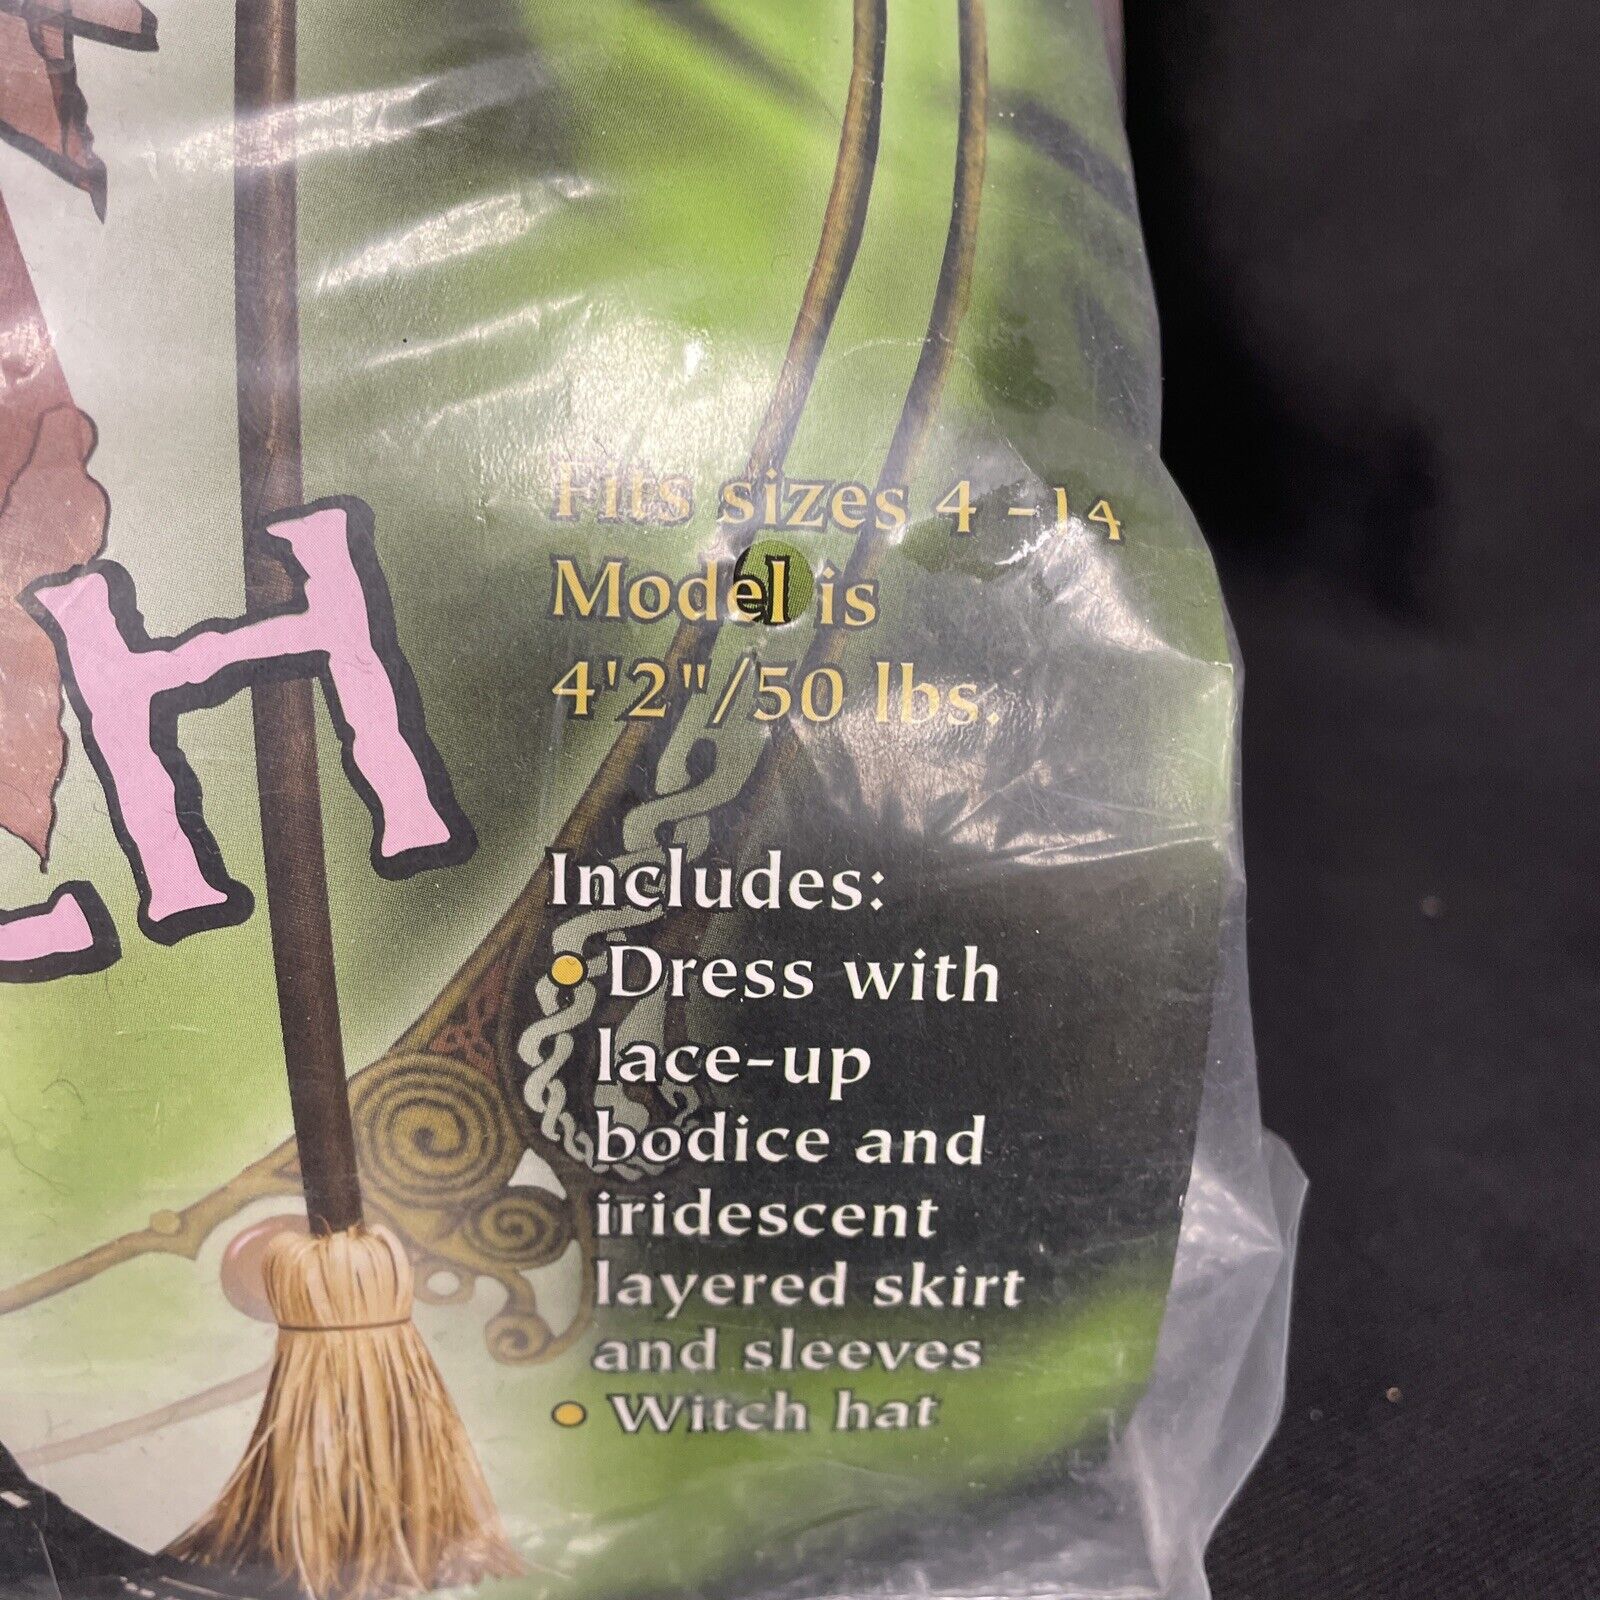 Fits sizes 4 - 14
Model is
4'2"/50 lbs.
H
Includes:
• Dress with
lace-up
bodice and
iridescent
layered skirt
and sleeves
• Witch hat